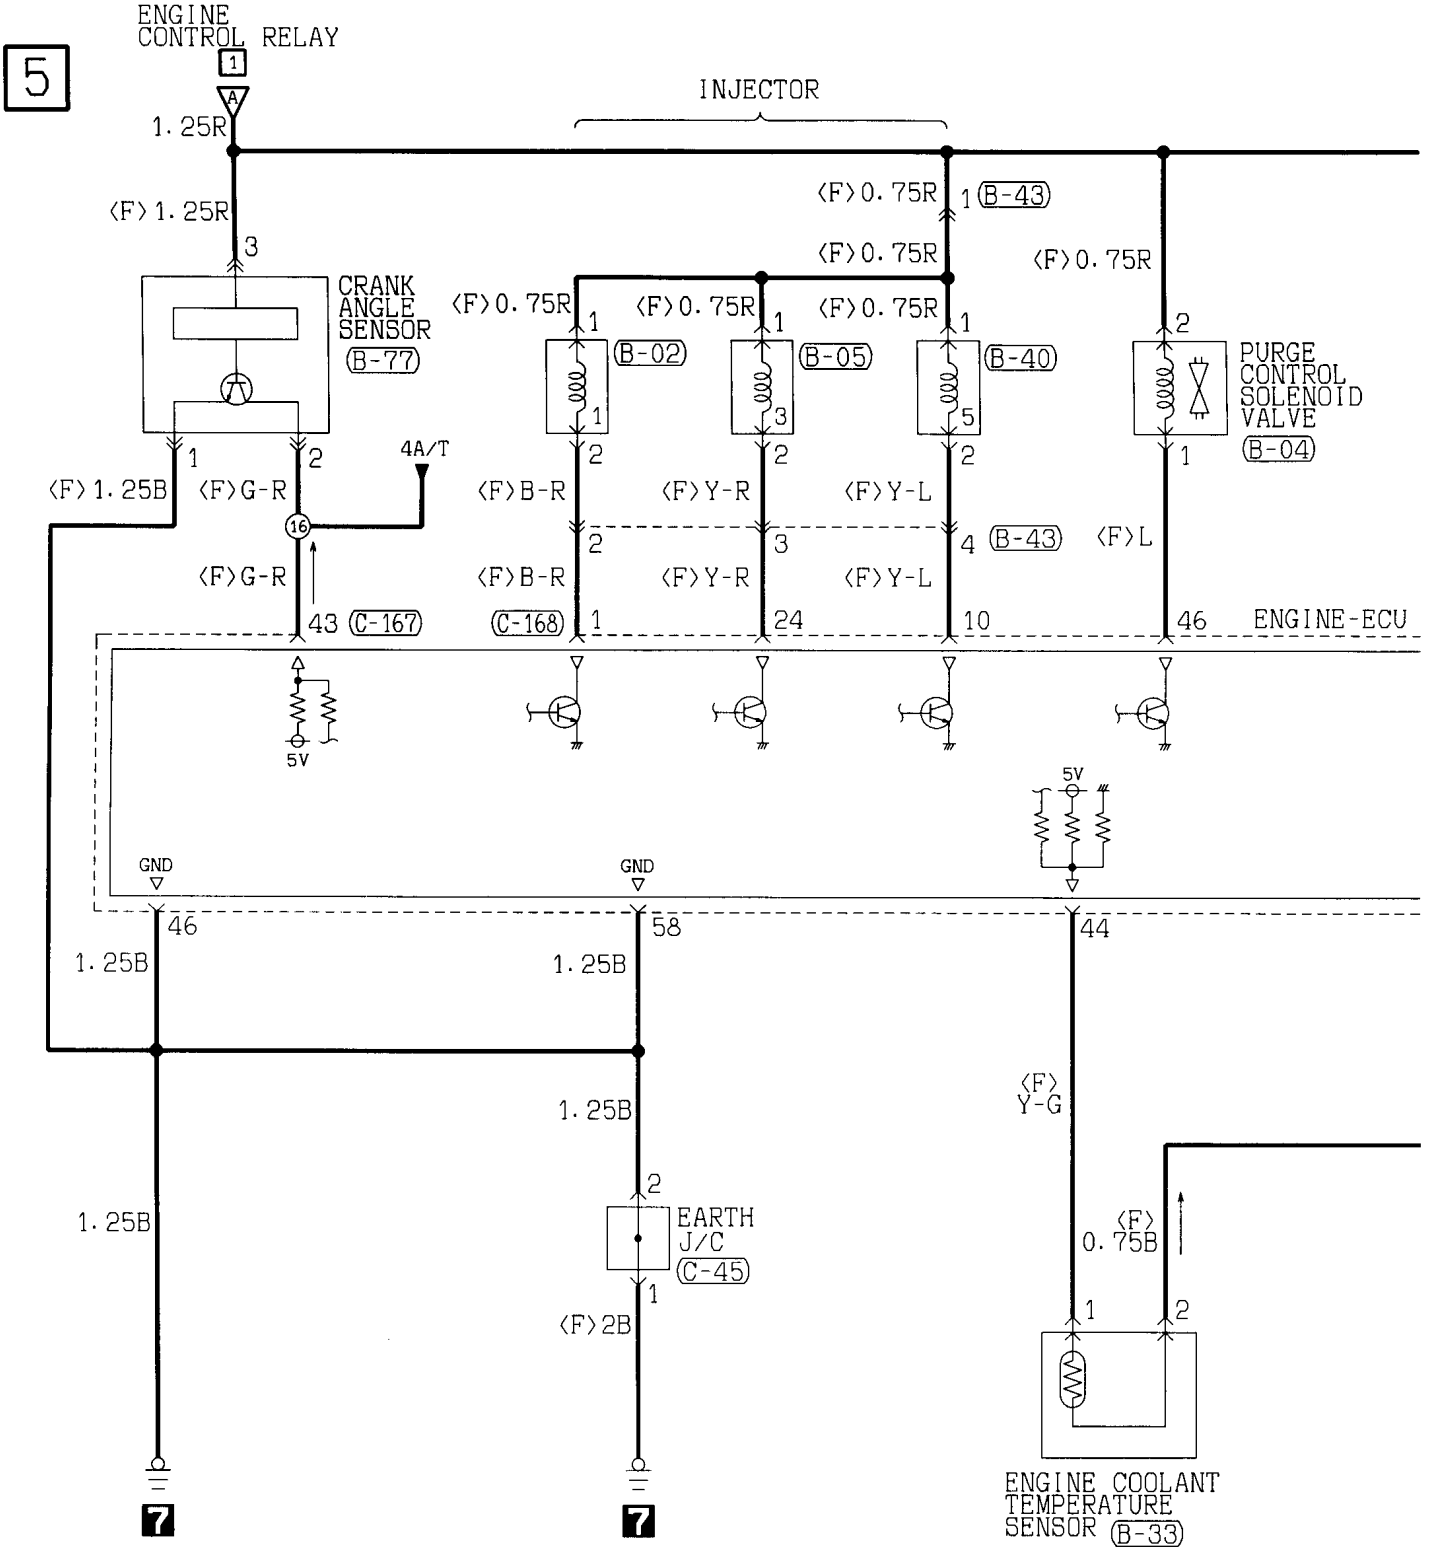 ENGINE
CONTROL RELAY
5
1
A
1.25R
INJECTOR
<F>0.75R
1
(B-43)
<F>1.25R
3
<F>0.75R
<F>0.75R
CRANK
ANGLE
SENSOR
(B-77)
<F>0.75R
1
(B-02)
<F>0.75R
1
(B-05)
<F>0.75R
1
(B-40)
2
PURGE
CONTROL
SOLENOID
VALVE
(B-04)
1
3
5
1
2
4A/T
2
2
2
1
<F>1.25B
<F>G-R
<F>B-R
<F>Y-R
<F>Y-L
16
2
3
4
(B-43)
<F>L
<F>G-R
<F>B-R
<F>Y-R
<F>Y-L
43
(C-167)
(C-168)
1
24
10
46
ENGINE-ECU
5V
5V
GND
GND
46
58
44
1.25B
1.25B
<F>
Y-G
1.25B
2
1.25B
EARTH
J/C
(C-45)
<F>
0.75B
1
<F>2B
1
2
ENGINE COOLANT
TEMPERATURE
SENSOR (B-33)
7
7